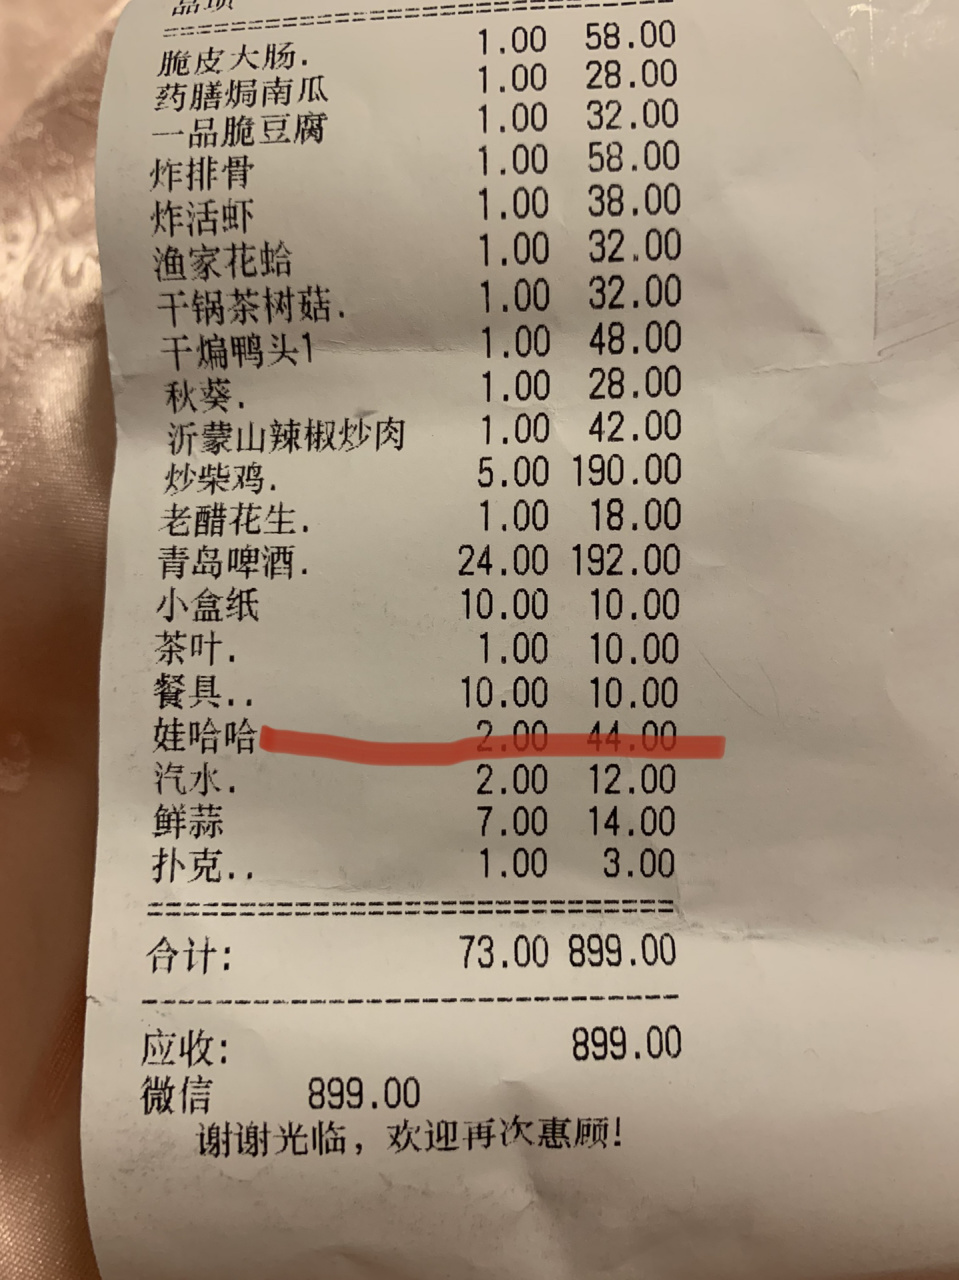 品项
脆皮大肠. 1.00 58.00
药膳焗南瓜 1.00 28.00
一品脆豆腐 1.00 32.00
炸排骨 1.00 58.00
炸活虾 1.00 38.00
渔家花蛤 1.00 32.00
干锅茶树菇. 1.00 32.00
干煸鸭头1 1.00 48.00
秋葵. 1.00 28.00
沂蒙山辣椒炒肉 1.00 42.00
炒柴鸡. 5.00 190.00
老醋花生. 1.00 18.00
青岛啤酒. 24.00 192.00
小盒纸 10.00 10.00
茶叶. 1.00 10.00
餐具.. 10.00 10.00
娃哈哈 2.00 44.00
汽水. 2.00 12.00
鲜蒜 7.00 14.00
扑克.. 1.00 3.00
合计: 73.00 899.00
应收: 899.00
微信 899.00
谢谢光临，欢迎再次惠顾!